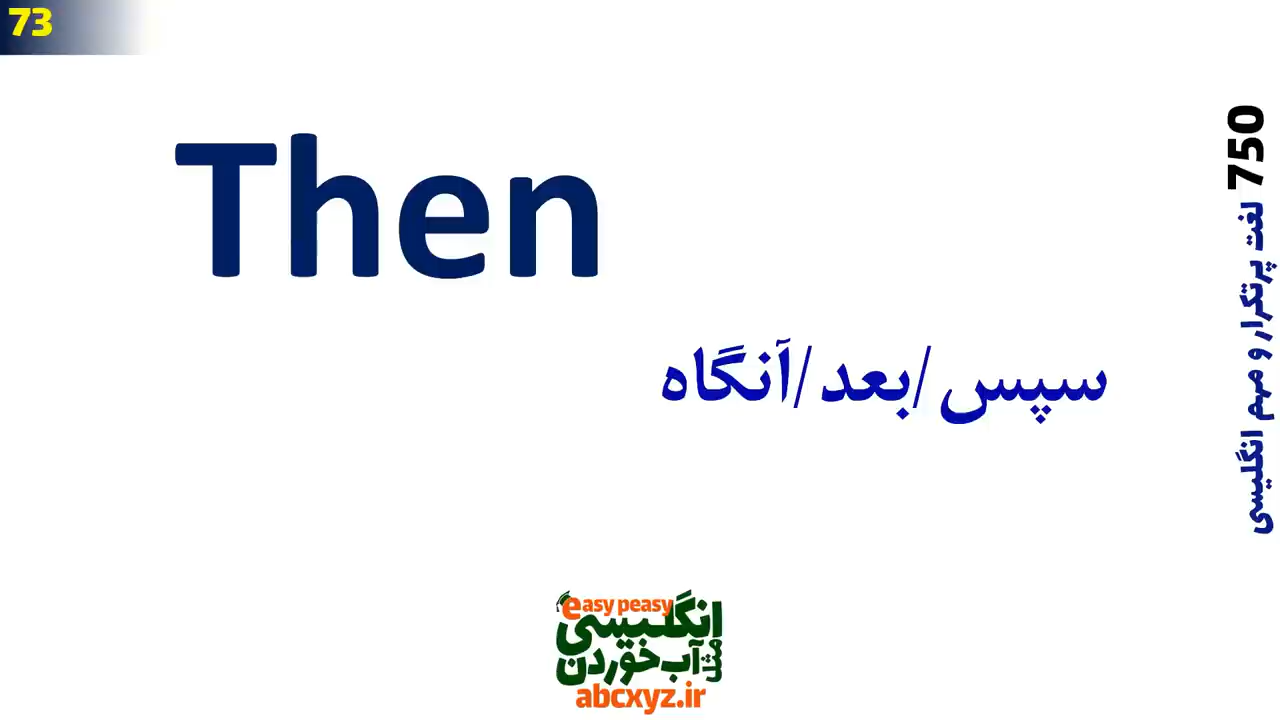 73
Then
سپس/بعد/آنگاه
750 لغت پرتکرار و مهم انگلیسی
easy peasy
انگلیسی
مثل آب خوردن
abcxyz.ir